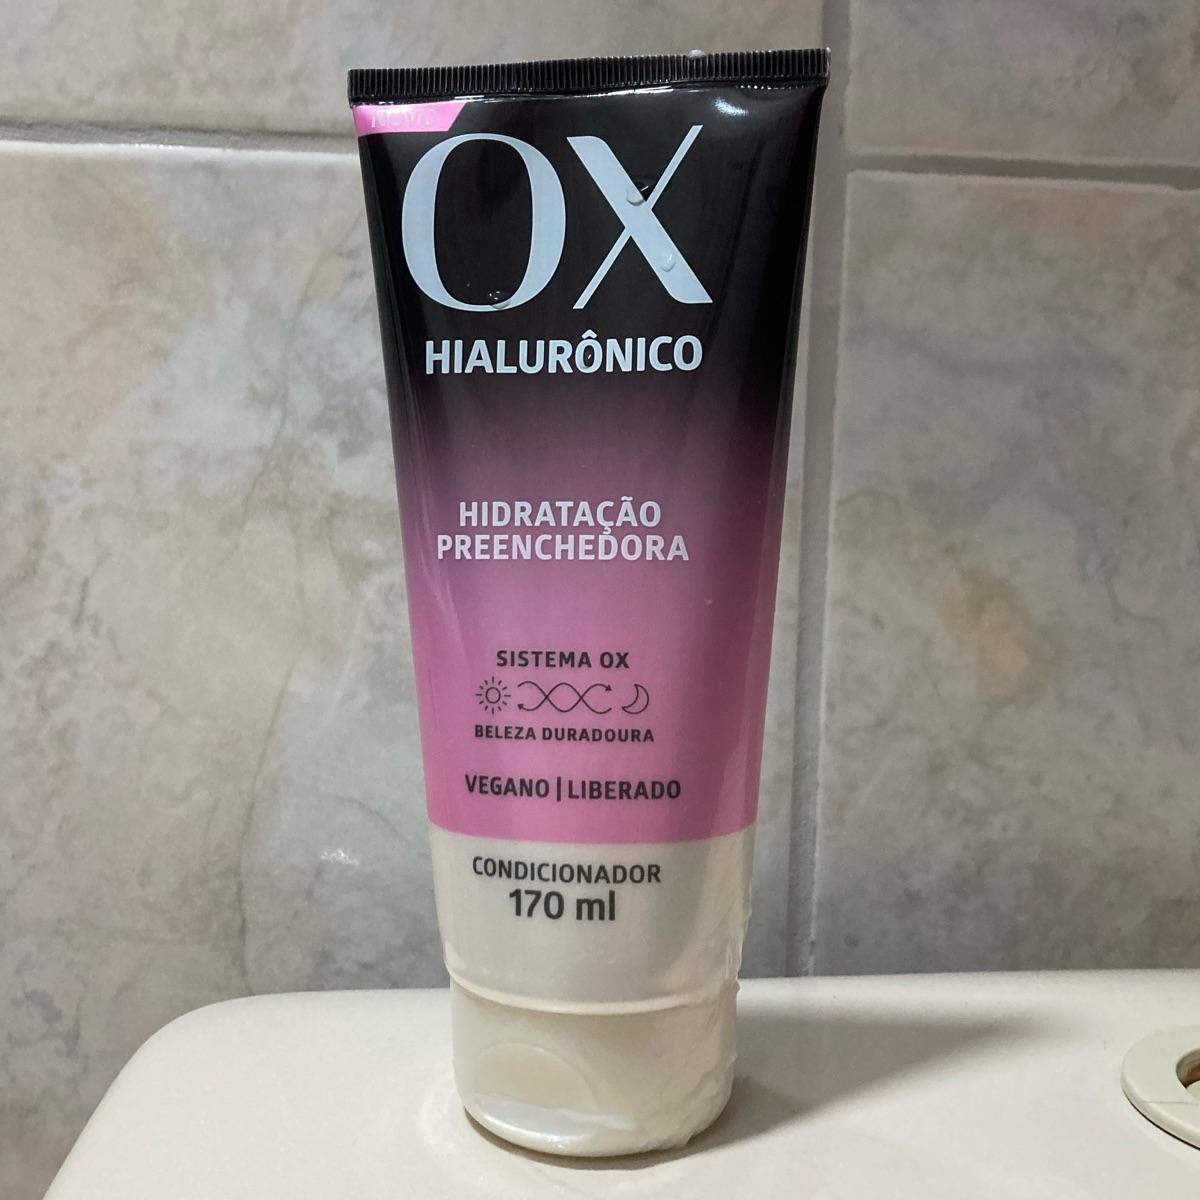 NOVO
OX
HIALURÔNICO
HIDRATAÇÃO
PREENCHEDORA
SISTEMA OX
BELEZA DURADOURA
VEGANO | LIBERADO
CONDICIONADOR
170 ml